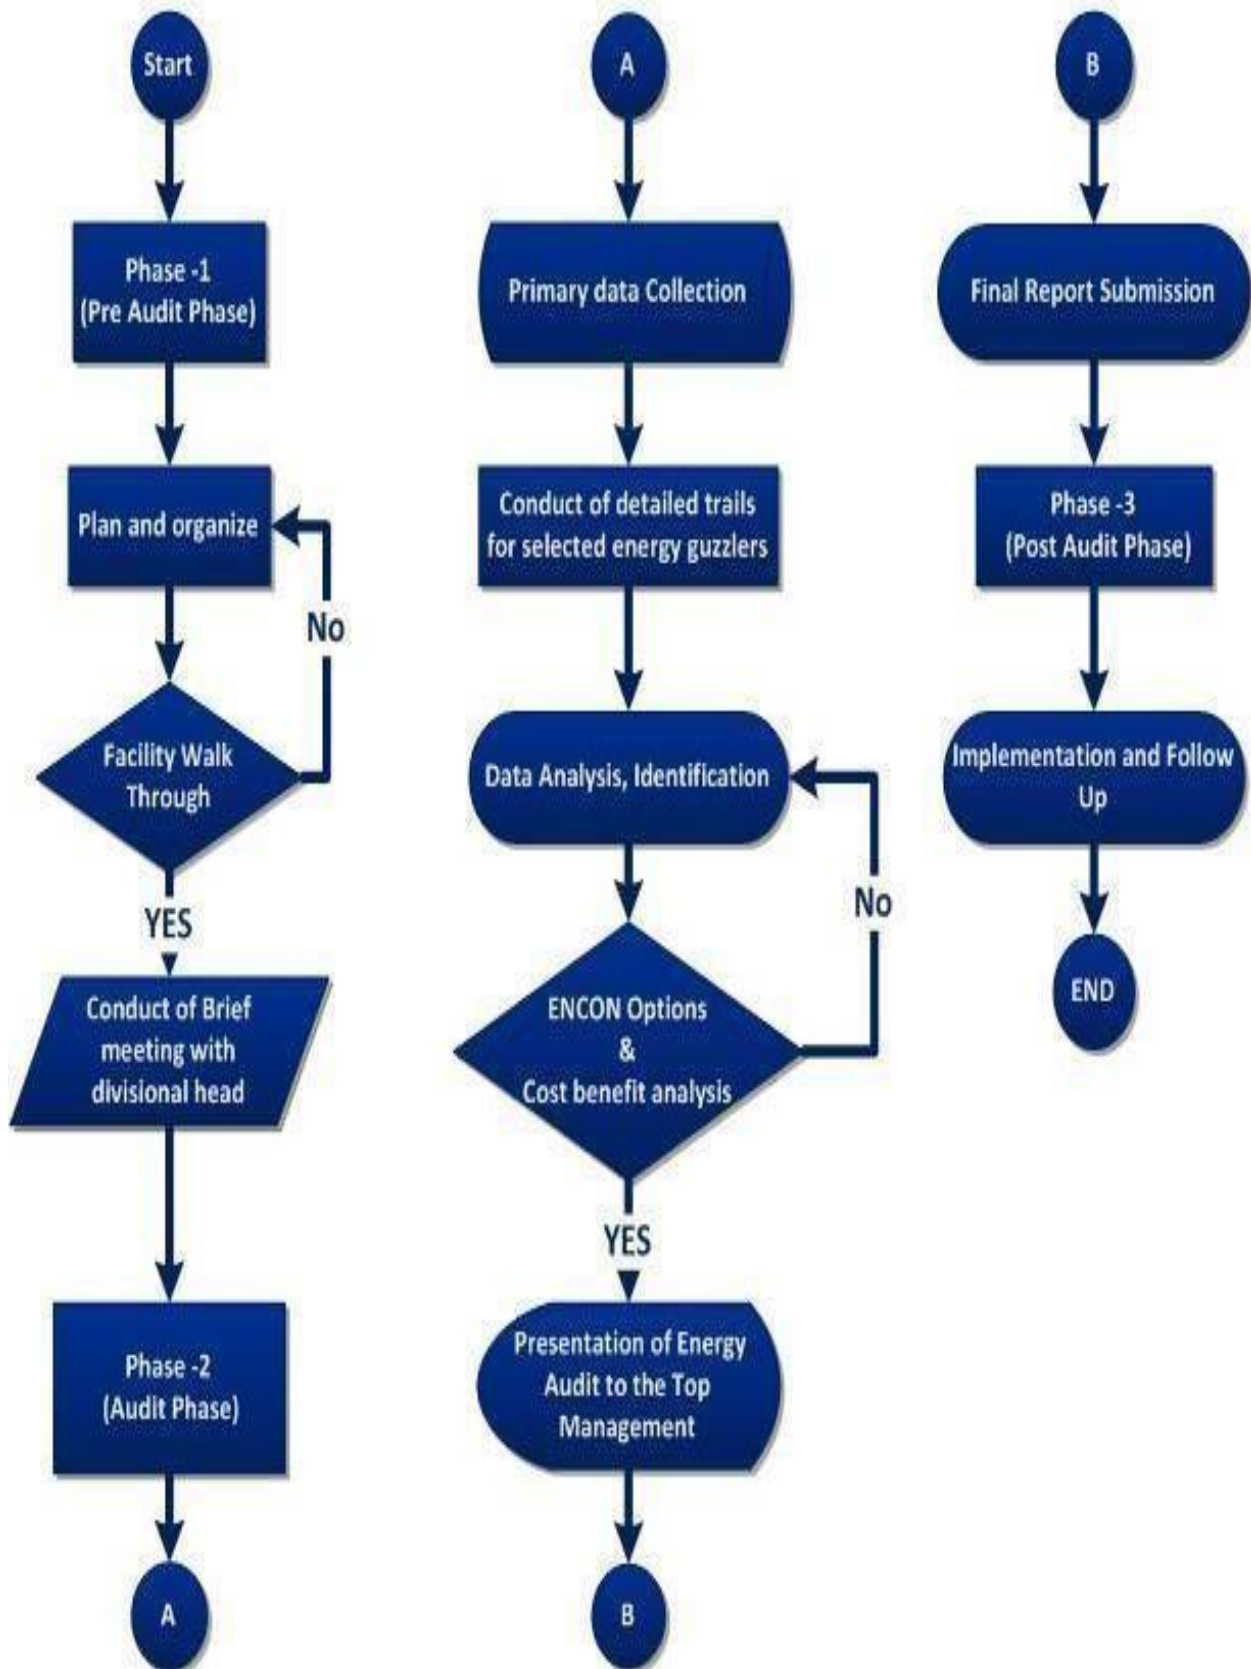 Start
Phase -1
(Pre Audit Phase)
Plan and organize
No
Facility Walk
Through
YES
Conduct of Brief
meeting with
divisional head
Phase -2
(Audit Phase)
A
A
Primary data Collection
Conduct of detailed trails
for selected energy guzzlers
Data Analysis, Identification
No
ENCON Options
&
Cost benefit analysis
YES
Presentation of Energy
Audit to the Top
Management
B
B
Final Report Submission
Phase -3
(Post Audit Phase)
Implementation and Follow
Up
END